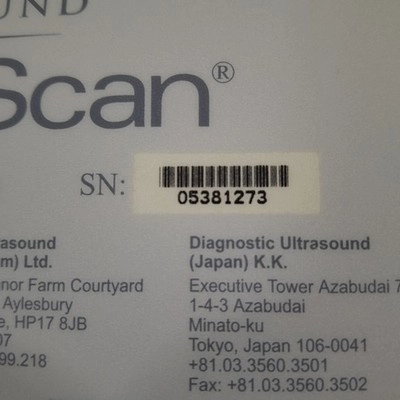 UND
Scan®
SN: 05381273
rasound
m) Ltd.
nor Farm Courtyard
Aylesbury
e, HP17 8JB
07
99.218
Diagnostic Ultrasound
(Japan) K.K.
Executive Tower Azabudai 7
1-4-3 Azabudai
Minato-ku
Tokyo, Japan 106-0041
+81.03.3560.3501
Fax: +81.03.3560.3502